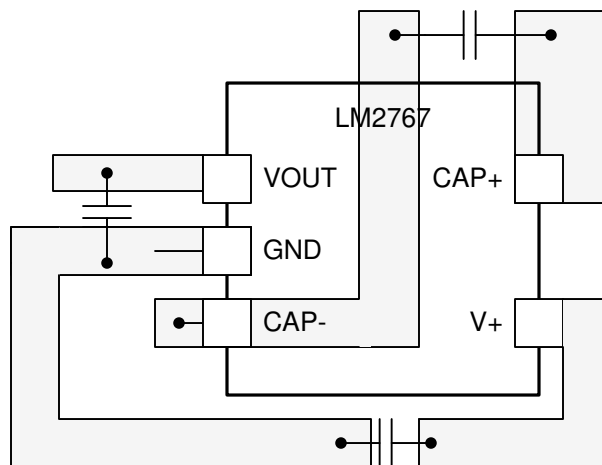 LM2767
VOUT
CAP+
GND
CAP-
V+